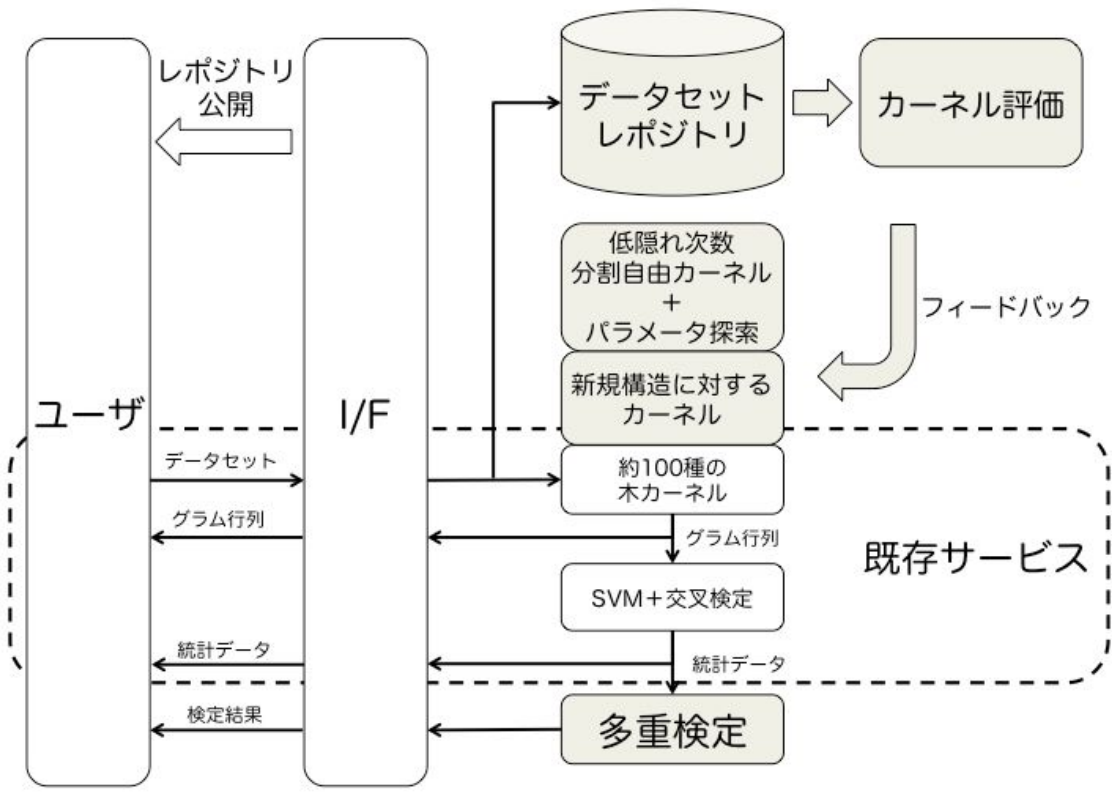 レポジトリ
公開
データセット
レポジトリ
カーネル評価
低隠れ次数
分割自由カーネル
+
パラメータ探索
フィードバック
新規構造に対する
カーネル
ユーザ
I/F
データセット
約100種の
木カーネル
グラム行列
グラム行列
既存サービス
SVM+交叉検定
統計データ
統計データ
検定結果
多重検定